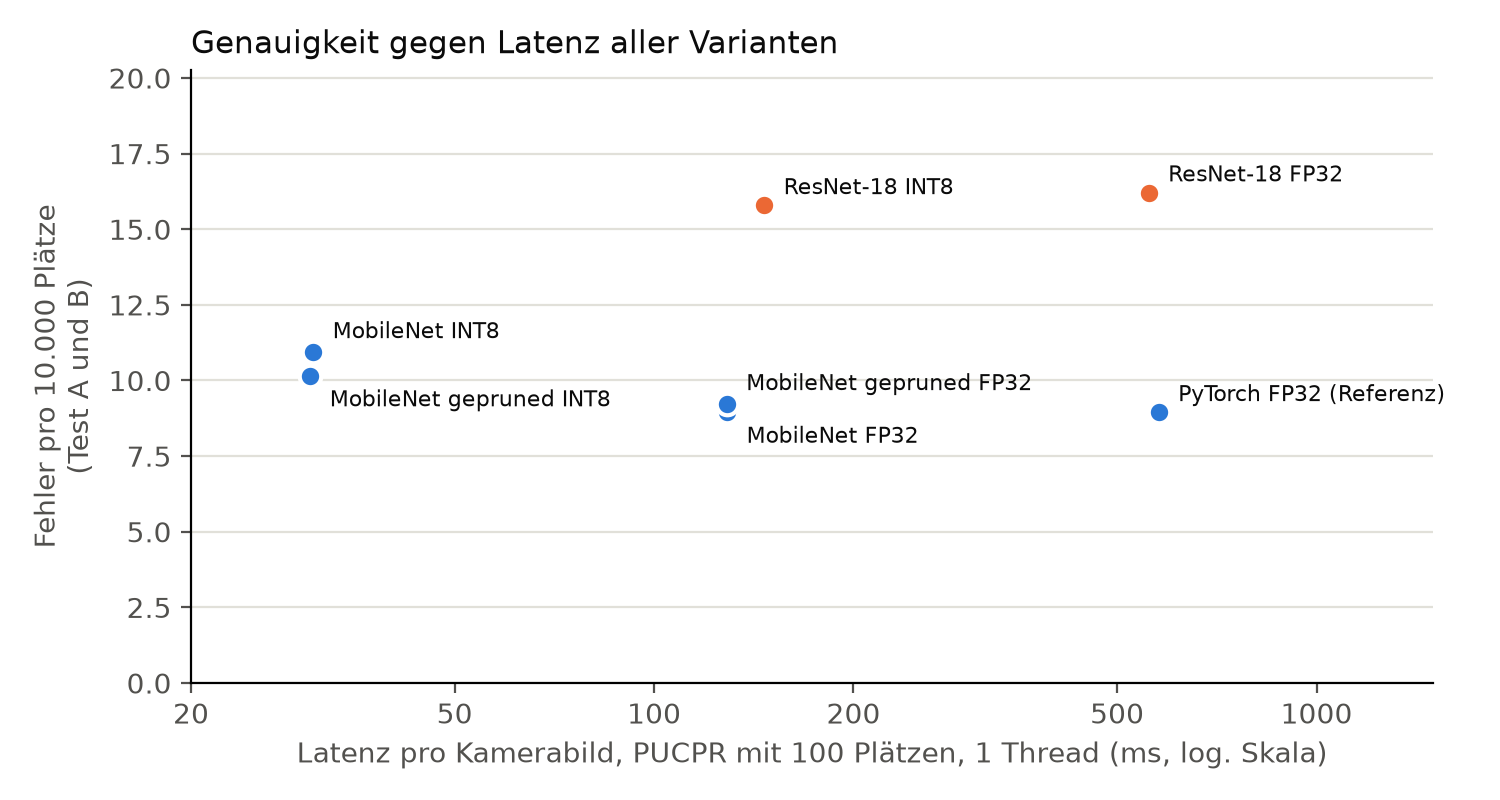 Genauigkeit gegen Latenz aller Varianten
Fehler pro 10.000 Plätze
(Test A und B)
20.0
17.5
15.0
12.5
10.0
7.5
5.0
2.5
0.0
ResNet-18 FP32
ResNet-18 INT8
MobileNet INT8
MobileNet gepruned FP32
PyTorch FP32 (Referenz)
MobileNet gepruned INT8
MobileNet FP32
20 50 100 200 500 1000
Latenz pro Kamerabild, PUCPR mit 100 Plätzen, 1 Thread (ms, log. Skala)